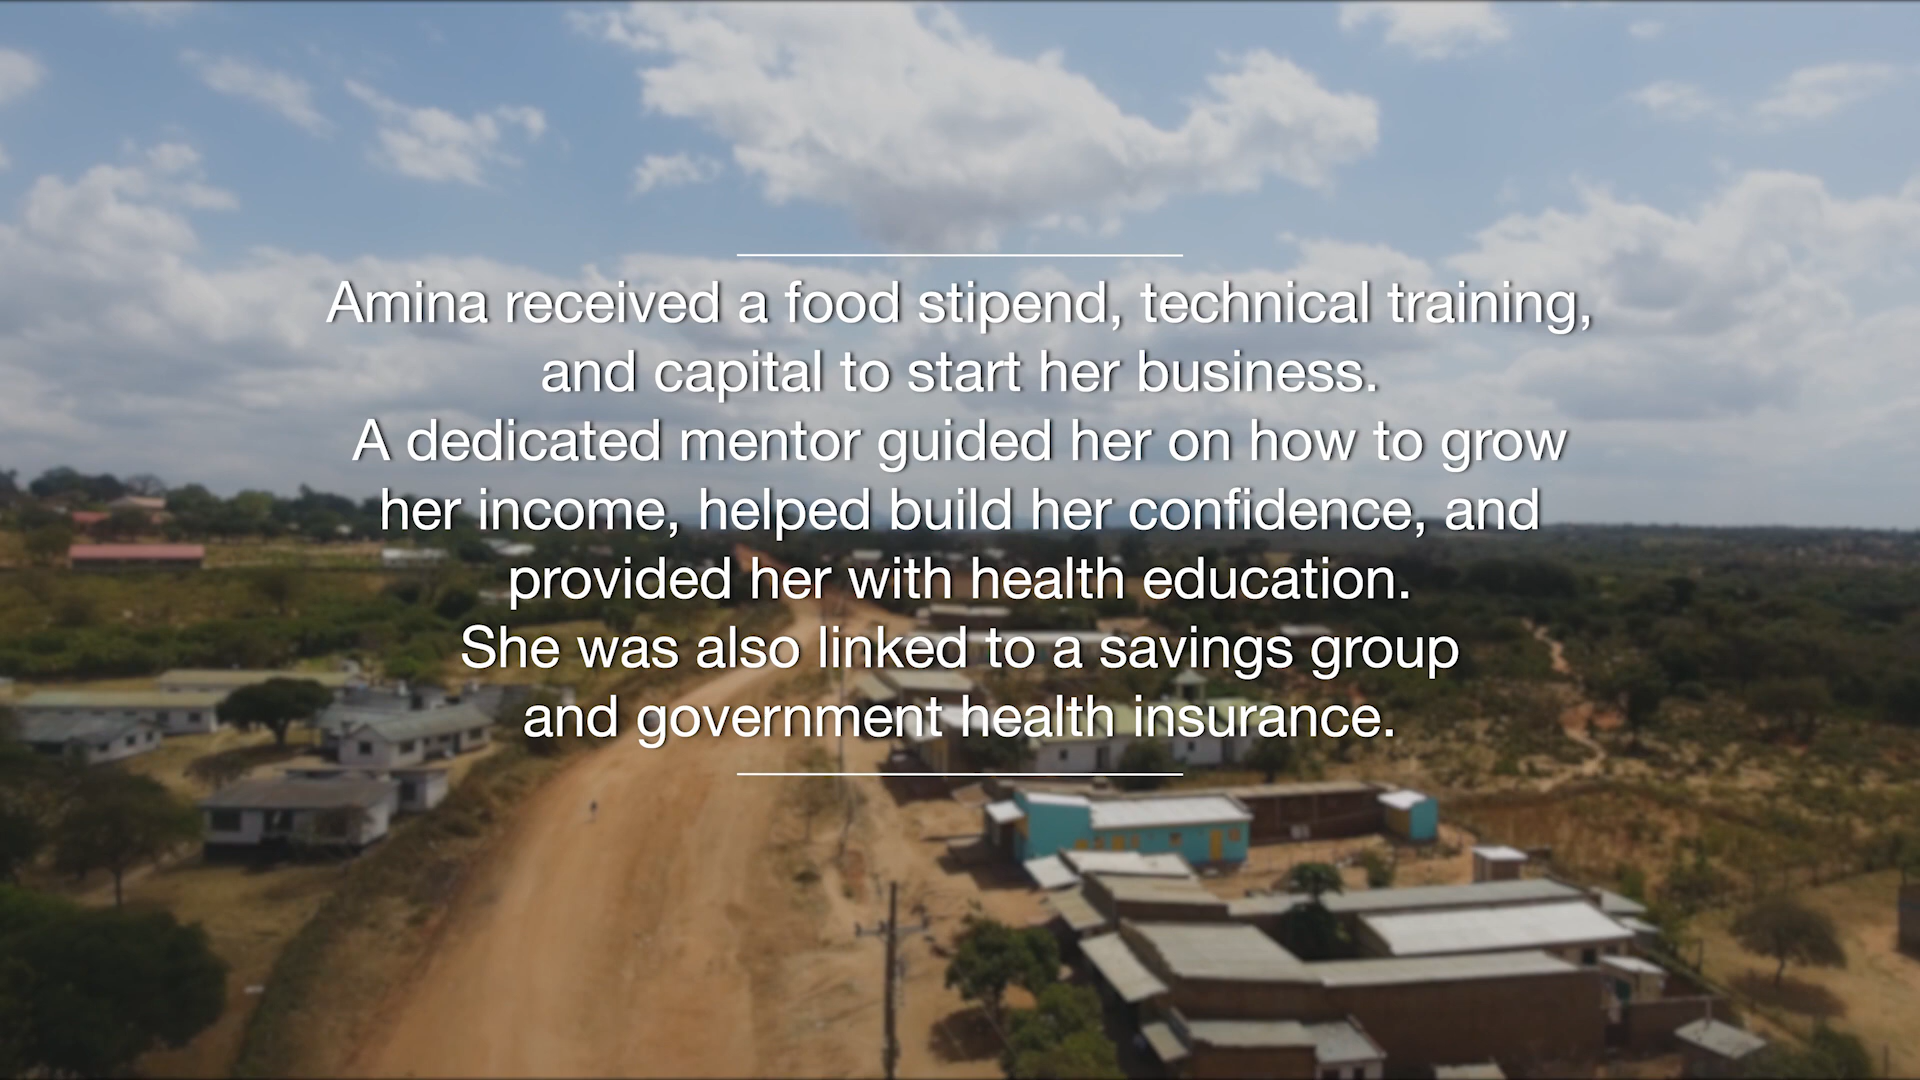 Amina received a food stipend, technical training,
and capital to start her business.
A dedicated mentor guided her on how to grow
her income, helped build her confidence, and
provided her with health education.
She was also linked to a savings group
and government health insurance.